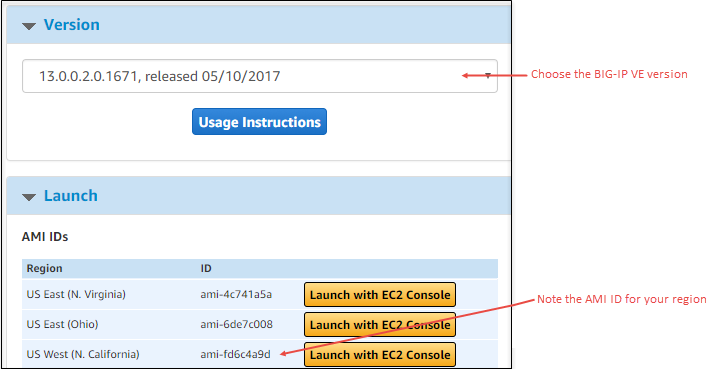 Version
13.0.0.2.0.1671, released 05/10/2017
Choose the BIG-IP VE version
Usage Instructions
Launch
AMI IDs
Region ID
US East (N. Virginia) ami-4c741a5a Launch with EC2 Console
Note the AMI ID for your region
US East (Ohio) ami-6de7c008 Launch with EC2 Console
US West (N. California) ami-fd6c4a9d Launch with EC2 Console